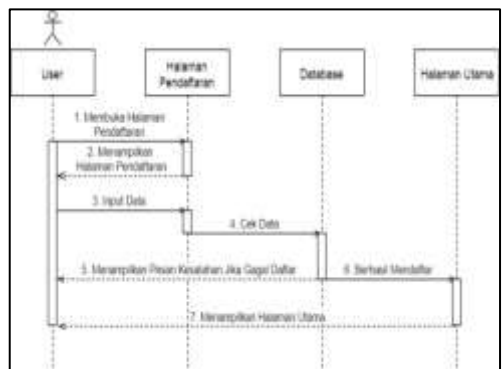 User
Halaman
Pendaftaran
Database
Halaman Utama
1. Membuka Halaman
Pendaftaran
2. Menampilkan
Halaman Pendaftaran
3. Input Data
4. Cek Data
5. Menampilkan Pesan Kesalahan Jika Gagal Daftar
6. Berhasil Mendaftar
7. Menampilkan Halaman Utama